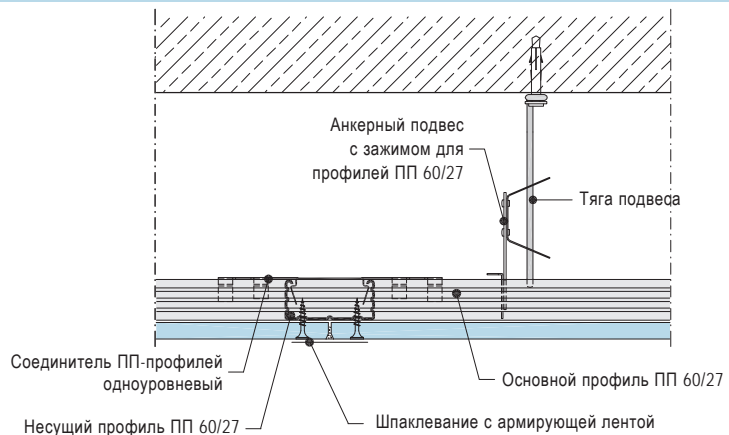 Анкерный подвес
с зажимом для
профилей ПП 60/27
Тяга подвеса
Соединитель ПП-профилей
одноуровневый
Основной профиль ПП 60/27
Несущий профиль ПП 60/27
Шпаклевание с армирующей лентой